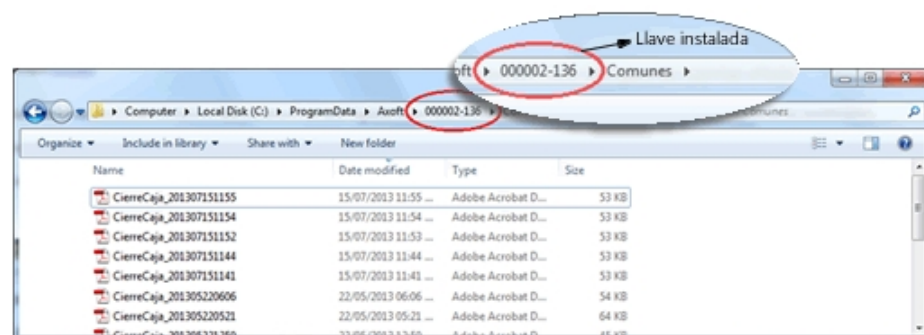 Llave instalada
oft ▸ 000002-136 ▸ Comunes ▸
Computer ▸ Local Disk (C:) ▸ ProgramData ▸ Axoft ▸ 000002-136 ▸
Organize Include in library Share with New folder
Name Date modified Type Size
CierreCaja_201307151155 15/07/2013 11:55 ... Adobe Acrobat D... 53 KB
CierreCaja_201307151154 15/07/2013 11:54 ... Adobe Acrobat D... 53 KB
CierreCaja_201307151152 15/07/2013 11:53 ... Adobe Acrobat D... 53 KB
CierreCaja_201307151144 15/07/2013 11:44 ... Adobe Acrobat D... 53 KB
CierreCaja_201307151141 15/07/2013 11:41 ... Adobe Acrobat D... 53 KB
CierreCaja_201305220606 22/05/2013 06:06 ... Adobe Acrobat D... 54 KB
CierreCaja_201305220521 22/05/2013 05:21 ... Adobe Acrobat D... 64 KB